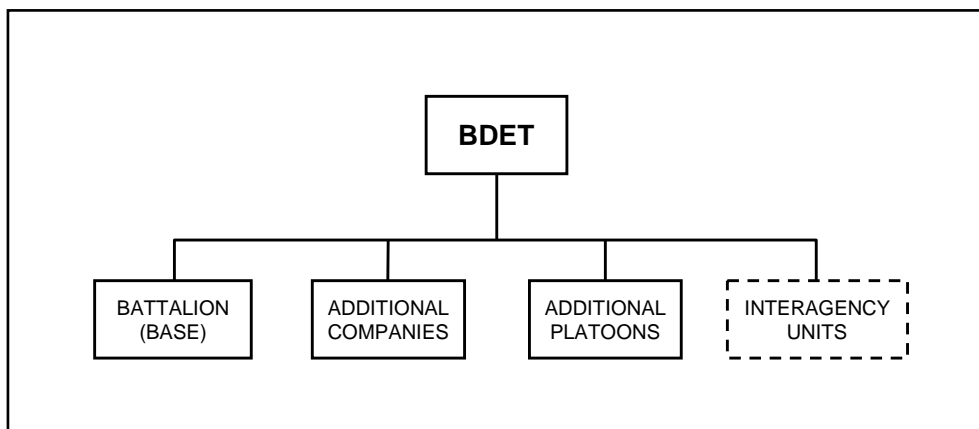 BDET
BATTALION
(BASE)
ADDITIONAL
COMPANIES
ADDITIONAL
PLATOONS
INTERAGENCY
UNITS